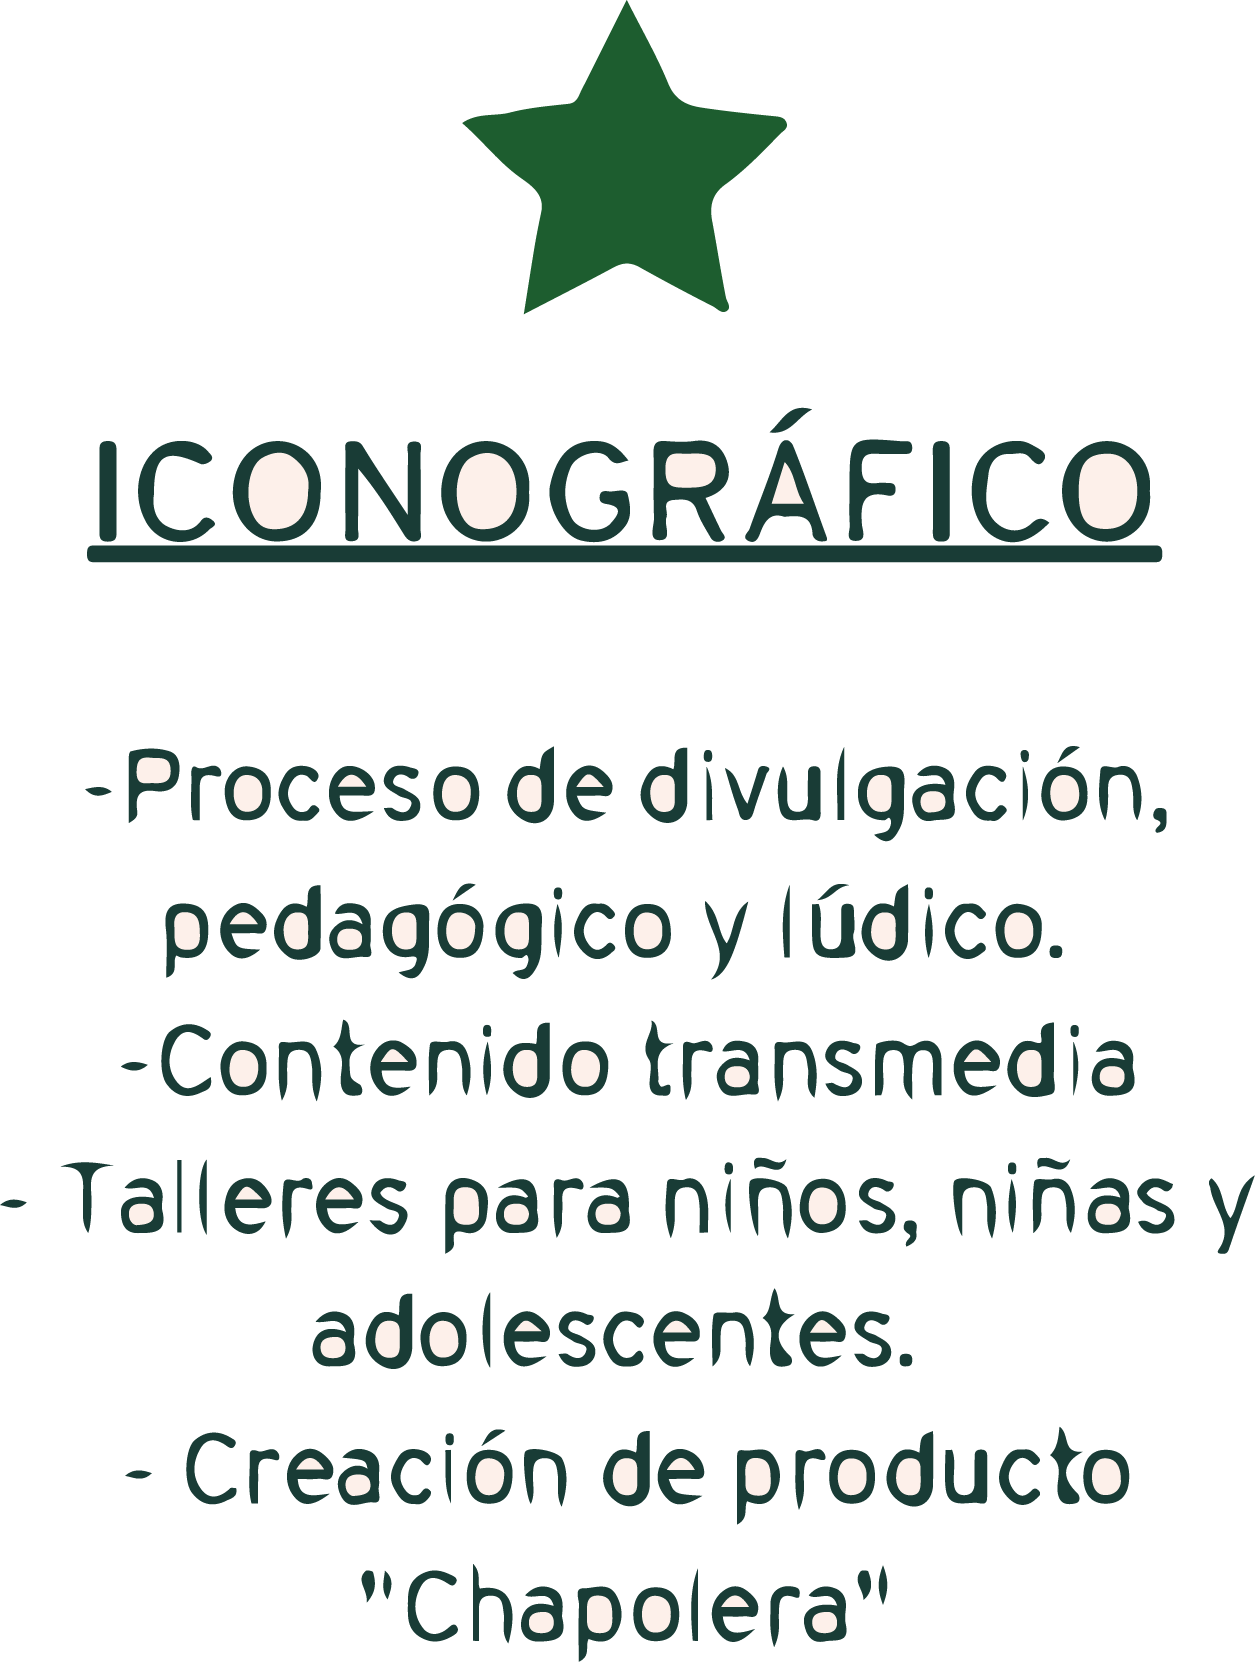 ICONOGRÁFICO
-Proceso de divulgación,
pedagógico y lúdico.
-Contenido transmedia
- Talleres para niños, niñas y
adolescentes.
- Creación de producto
"Chapolera"